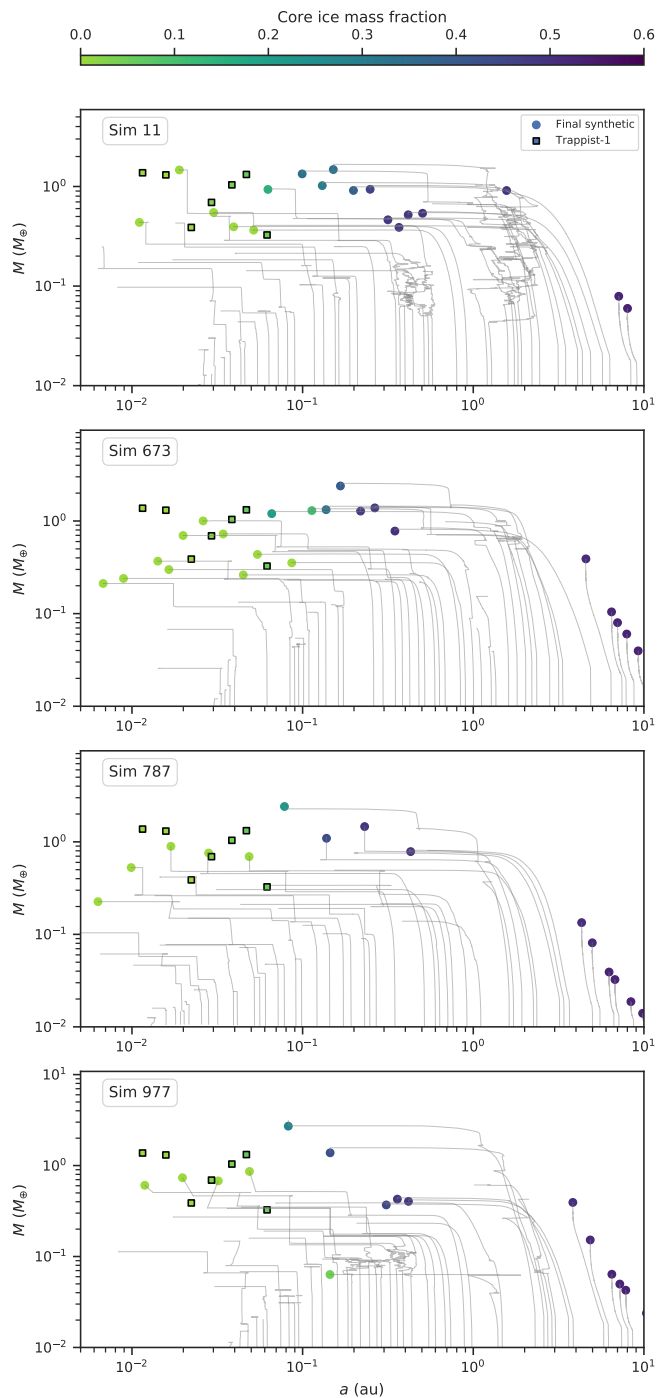 Core ice mass fraction
0.0 0.1 0.2 0.3 0.4 0.5 0.6
Sim 11
Final synthetic
Trappist-1
10⁰
10⁻¹
10⁻²
M (M⊕)
10⁻² 10⁻¹ 10⁰ 10¹
Sim 673
10⁰
10⁻¹
10⁻²
M (M⊕)
10⁻² 10⁻¹ 10⁰ 10¹
Sim 787
10⁰
10⁻¹
10⁻²
M (M⊕)
10⁻² 10⁻¹ 10⁰ 10¹
Sim 977
10¹
10⁰
10⁻¹
10⁻²
M (M⊕)
10⁻² 10⁻¹ 10⁰ 10¹
a (au)